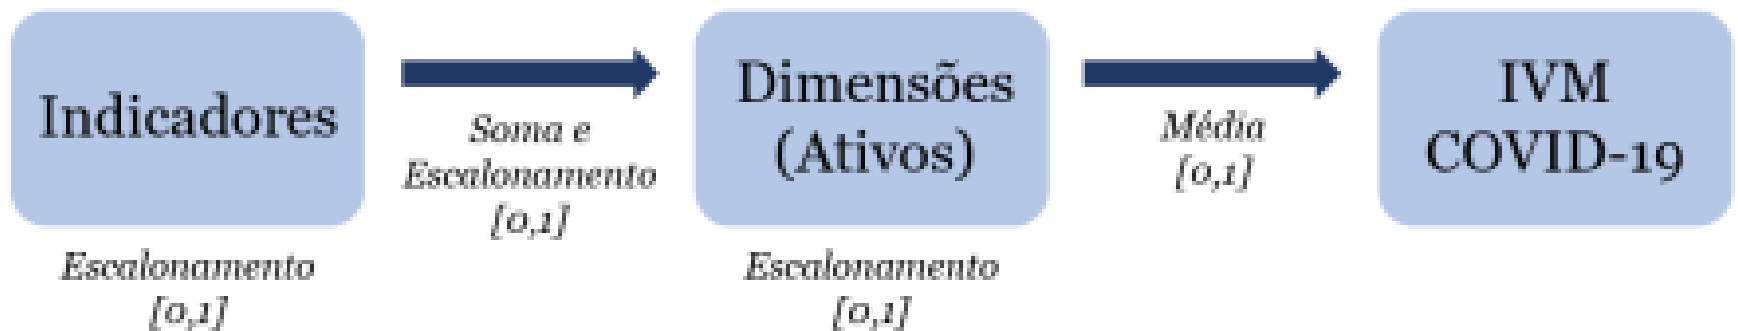 Indicadores
Escalonamento
[0,1]
Soma e
Escalonamento
[0,1]
Dimensões
(Ativos)
Escalonamento
[0,1]
Média
[0,1]
IVM
COVID-19